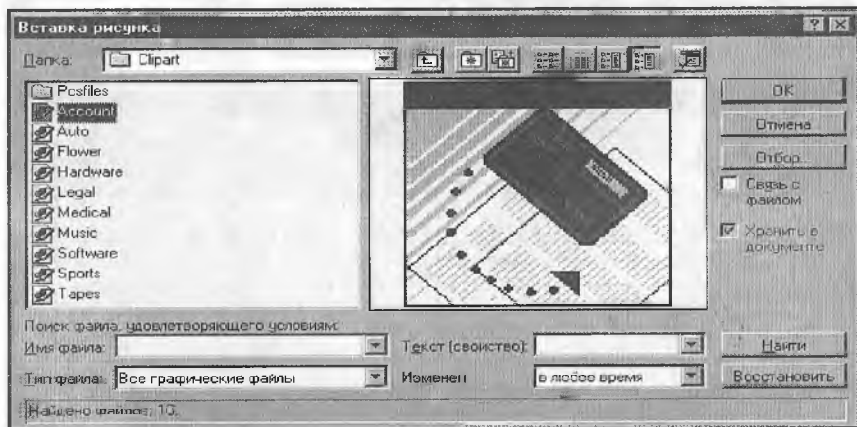 Вставка рисунка
Папка: Clipart
Pcsfiles
Account
Auto
Flower
Hardware
Legal
Medical
Music
Software
Sports
Tapes
OK
Отмена
Отбор...
Связь с
файлом
Хранить в
документе
Поиск файла, удовлетворяющего условиям:
Имя файла: Текст (свойство): Найти
Тип файла: Все графические файлы Изменен в любое время Восстановить
Найдено файлов: 10.